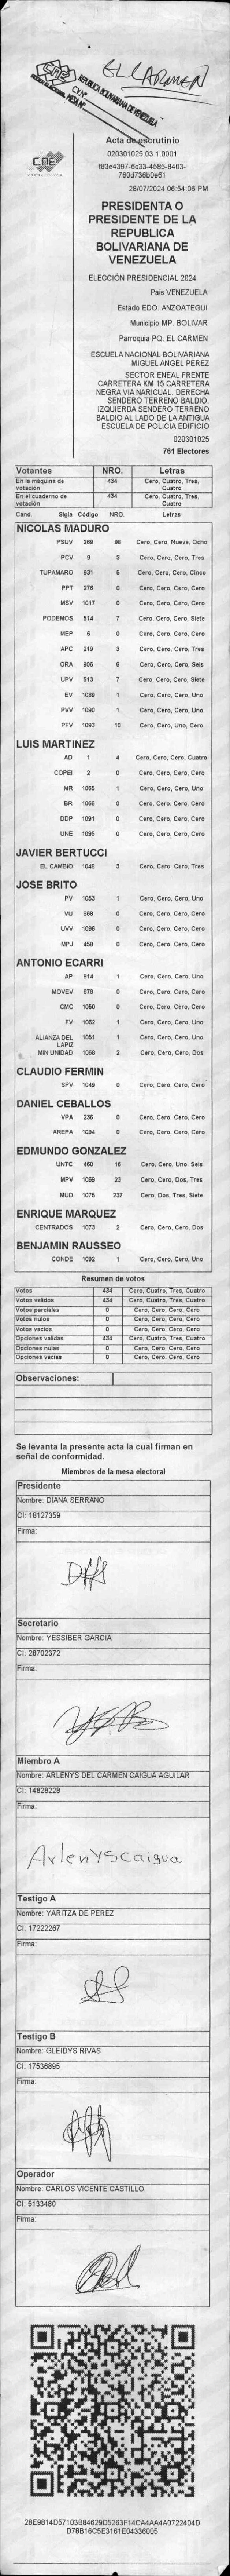 EL CARMEN
CNE
REPUBLICA BOLIVARIANA DE VENEZUELA
CNE
Acta de escrutinio
020301025.03.1.0001
f83e4397-6c33-4585-8403-
760d736b0e61
28/07/2024 06:54:06 PM
PRESIDENTA O
PRESIDENTE DE LA
REPUBLICA
BOLIVARIANA DE
VENEZUELA
ELECCIÓN PRESIDENCIAL 2024
Pais VENEZUELA
Estado EDO. ANZOATEGUI
Municipio MP. BOLIVAR
Parroquia PQ. EL CARMEN
ESCUELA NACIONAL BOLIVARIANA
MIGUEL ANGEL PEREZ
SECTOR ENEAL FRENTE
CARRETERA KM 15 CARRETERA
NEGRA VIA NARICUAL. DERECHA
SENDERO TERRENO BALDIO.
IZQUIERDA SENDERO TERRENO
BALDIO AL LADO DE LA ANTIGUA
ESCUELA DE POLICIA EDIFICIO
020301025
761 Electores
Votantes NRO. Letras
En la máquina de votación 434 Cero, Cuatro, Tres, Cuatro
En el cuaderno de votación 434 Cero, Cuatro, Tres, Cuatro
Cand. Sigla Código NRO. Letras
NICOLAS MADURO
PSUV 269 98 Cero, Cero, Nueve, Ocho
PCV 9 3 Cero, Cero, Cero, Tres
TUPAMARO 931 5 Cero, Cero, Cero, Cinco
PPT 276 0 Cero, Cero, Cero, Cero
MSV 1017 0 Cero, Cero, Cero, Cero
PODEMOS 514 7 Cero, Cero, Cero, Siete
MEP 6 0 Cero, Cero, Cero, Cero
APC 219 3 Cero, Cero, Cero, Tres
ORA 906 6 Cero, Cero, Cero, Seis
UPV 513 7 Cero, Cero, Cero, Siete
EV 1089 1 Cero, Cero, Cero, Uno
PVV 1090 1 Cero, Cero, Cero, Uno
PFV 1093 10 Cero, Cero, Uno, Cero
LUIS MARTINEZ
AD 1 4 Cero, Cero, Cero, Cuatro
COPEI 2 0 Cero, Cero, Cero, Cero
MR 1065 1 Cero, Cero, Cero, Uno
BR 1066 0 Cero, Cero, Cero, Cero
DDP 1091 0 Cero, Cero, Cero, Cero
UNE 1095 0 Cero, Cero, Cero, Cero
JAVIER BERTUCCI
EL CAMBIO 1048 3 Cero, Cero, Cero, Tres
JOSE BRITO
PV 1053 1 Cero, Cero, Cero, Uno
VU 868 0 Cero, Cero, Cero, Cero
UVV 1096 0 Cero, Cero, Cero, Cero
MPJ 458 0 Cero, Cero, Cero, Cero
ANTONIO ECARRI
AP 914 1 Cero, Cero, Cero, Uno
MOVEV 878 0 Cero, Cero, Cero, Cero
CMC 1050 0 Cero, Cero, Cero, Cero
FV 1062 1 Cero, Cero, Cero, Uno
ALIANZA DEL LAPIZ 1051 1 Cero, Cero, Cero, Uno
MIN UNIDAD 1068 2 Cero, Cero, Cero, Dos
CLAUDIO FERMIN
SPV 1049 0 Cero, Cero, Cero, Cero
DANIEL CEBALLOS
VPA 236 0 Cero, Cero, Cero, Cero
AREPA 1094 0 Cero, Cero, Cero, Cero
EDMUNDO GONZALEZ
UNTC 460 16 Cero, Cero, Uno, Seis
MPV 1069 23 Cero, Cero, Dos, Tres
MUD 1076 237 Cero, Dos, Tres, Siete
ENRIQUE MARQUEZ
CENTRADOS 1073 2 Cero, Cero, Cero, Dos
BENJAMIN RAUSSEO
CONDE 1092 1 Cero, Cero, Cero, Uno
Resumen de votos
Votos 434 Cero, Cuatro, Tres, Cuatro
Votos validos 434 Cero, Cuatro, Tres, Cuatro
Votos parciales 0 Cero, Cero, Cero, Cero
Votos nulos 0 Cero, Cero, Cero, Cero
Votos vacios 0 Cero, Cero, Cero, Cero
Opciones validas 434 Cero, Cuatro, Tres, Cuatro
Opciones nulas 0 Cero, Cero, Cero, Cero
Opciones vacias 0 Cero, Cero, Cero, Cero
Observaciones:
Se levanta la presente acta la cual firman en
señal de conformidad.
Miembros de la mesa electoral
Presidente
Nombre: DIANA SERRANO
CI: 18127359
Firma:
Secretario
Nombre: YESSIBER GARCIA
CI: 28702372
Firma:
Miembro A
Nombre: ARLENYS DEL CARMEN CAIGUA AGUILAR
CI: 14828228
Firma:
Arlenys caigua
Testigo A
Nombre: YARITZA DE PEREZ
CI: 17222267
Firma:
Testigo B
Nombre: GLEIDYS RIVAS
CI: 17536895
Firma:
Operador
Nombre: CARLOS VICENTE CASTILLO
CI: 5133480
Firma:
28E9814D57103B84629D5263F14CA4AA4A0722404D
D78B16C5E3161E04336005